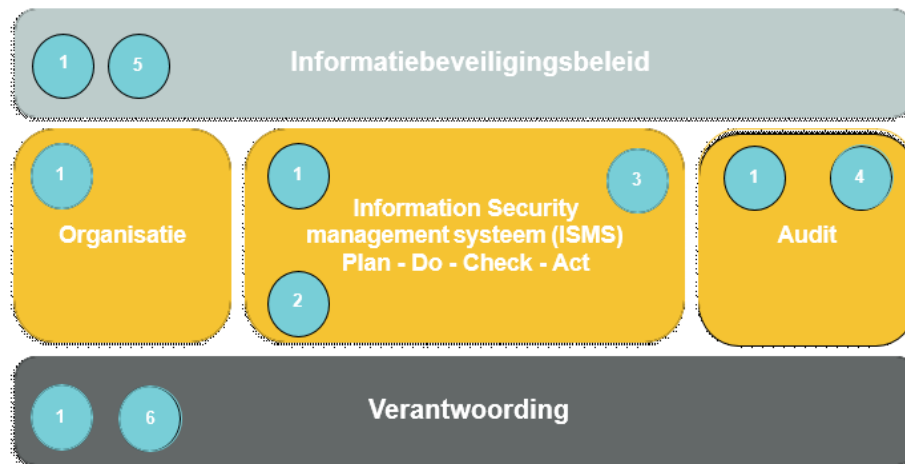 1 5 Informatiebeveiligingsbeleid
1
Organisatie
1 3
Information Security
management systeem (ISMS)
Plan - Do - Check - Act
2
1 4
Audit
1 6 Verantwoording